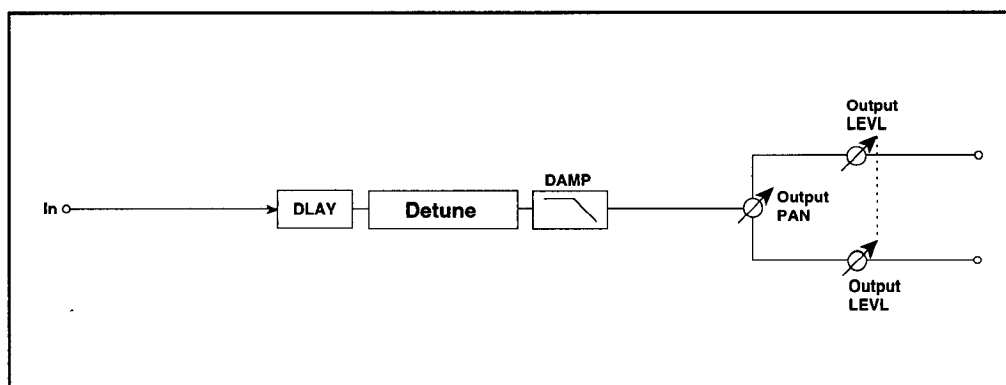 Output
LEVL
DAMP
In
DLAY
Detune
Output
PAN
Output
LEVL